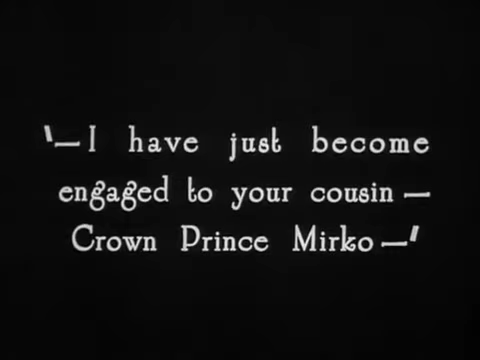 '—I have just become
engaged to your cousin—
Crown Prince Mirko—'